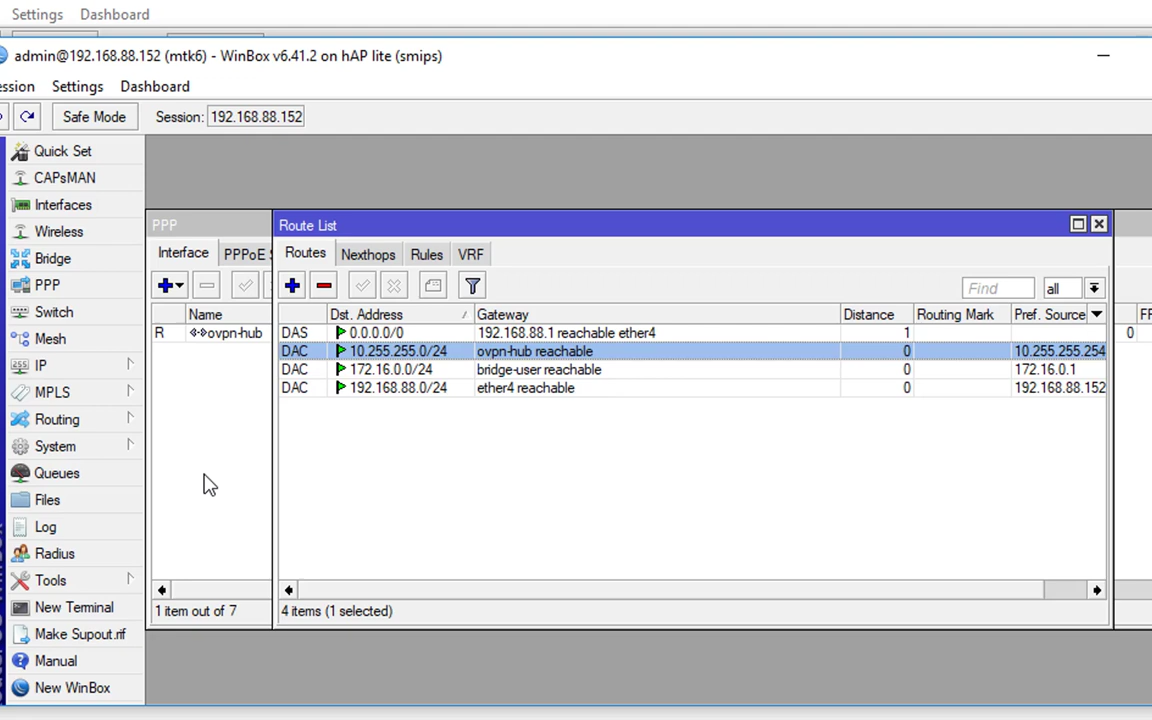 Settings Dashboard
admin@192.168.88.152 (mtk6) - WinBox v6.41.2 on hAP lite (smips)
ession Settings Dashboard
Safe Mode Session: 192.168.88.152
Quick Set
CAPsMAN
Interfaces
Wireless
Bridge
PPP
Switch
Mesh
255 IP
MPLS
Routing
System
Queues
Files
Log
Radius
Tools
New Terminal
Make Supout.rif
Manual
New WinBox
PPP
Interface PPPoE S
Name
R ovpn-hub
1 item out of 7
Route List
Routes Nexthops Rules VRF
Find all
Dst. Address / Gateway Distance Routing Mark Pref. Source
DAS 0.0.0.0/0 192.168.88.1 reachable ether4 1
DAC 10.255.255.0/24 ovpn-hub reachable 0 10.255.255.254
DAC 172.16.0.0/24 bridge-user reachable 0 172.16.0.1
DAC 192.168.88.0/24 ether4 reachable 0 192.168.88.152
4 items (1 selected)
FF
0